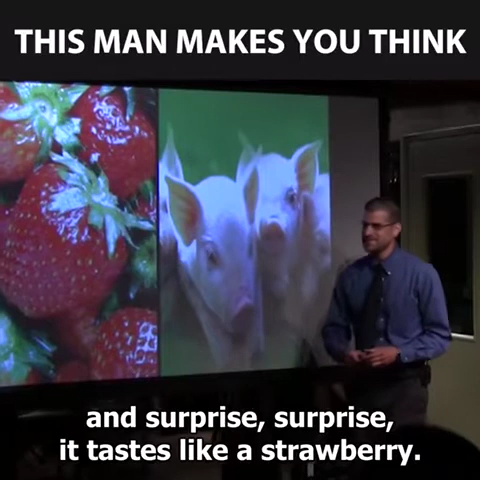 THIS MAN MAKES YOU THINK
and surprise, surprise,
it tastes like a strawberry.